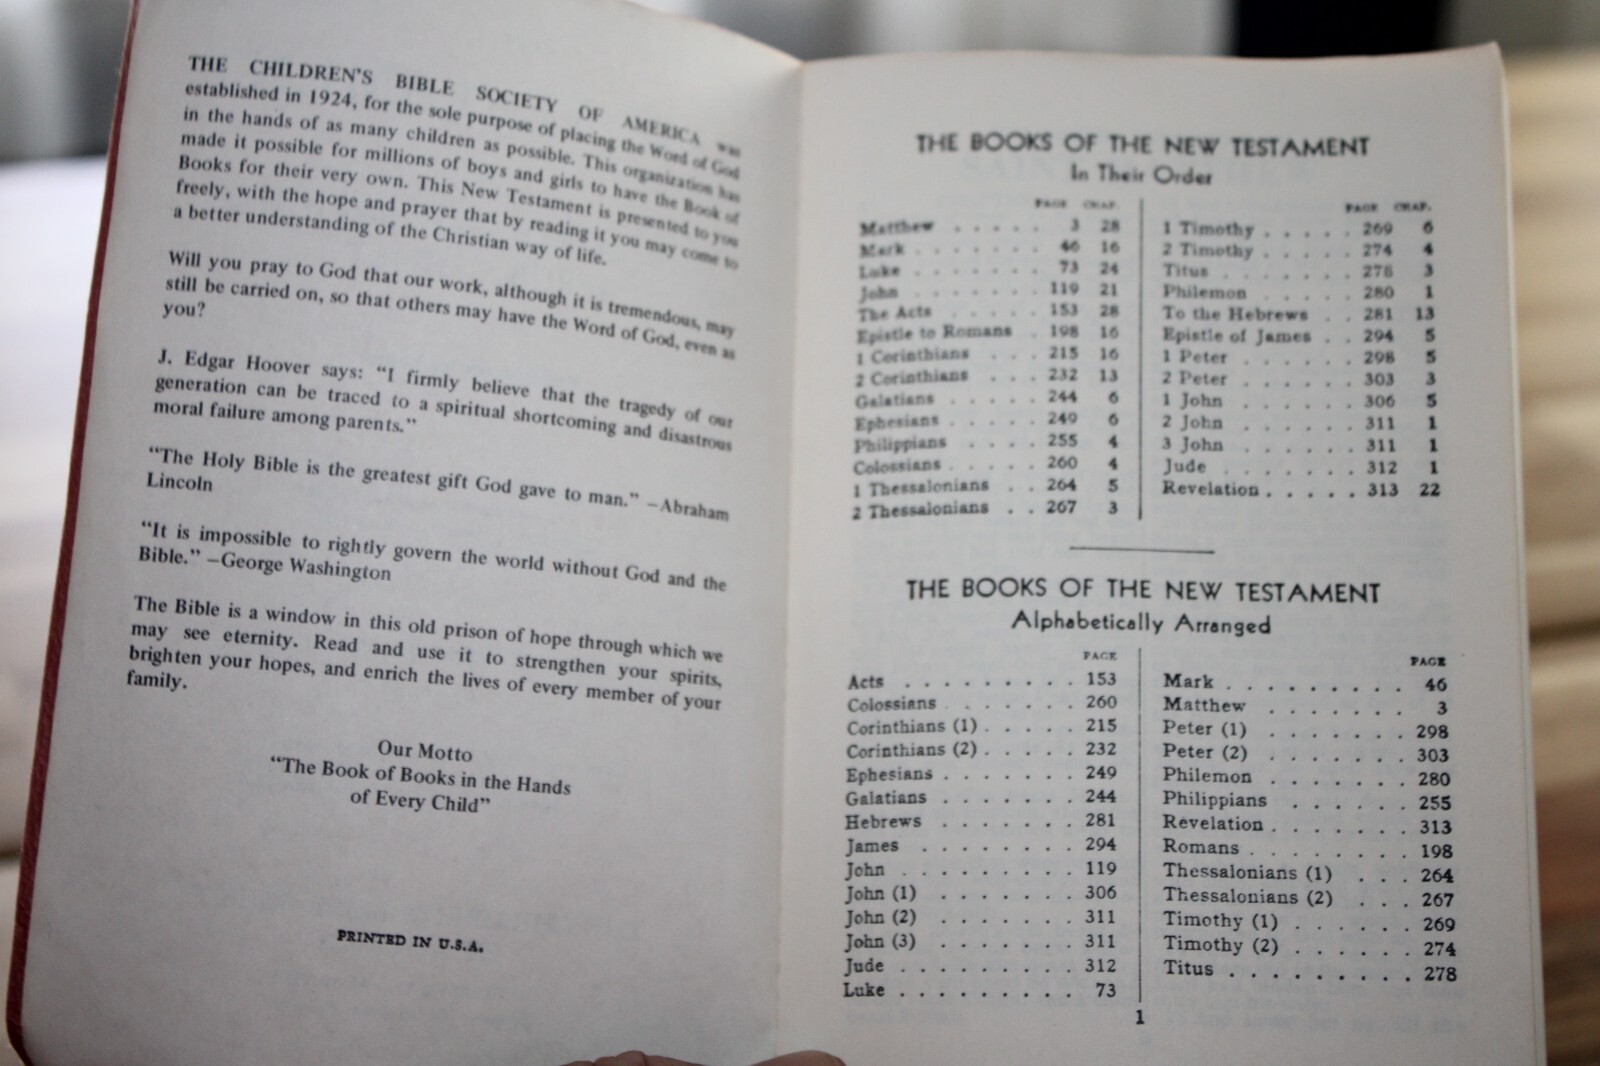 THE CHILDREN'S BIBLE SOCIETY OF AMERICA was
established in 1924, for the sole purpose of placing the Word of God
in the hands of as many children as possible. This organization has
made it possible for millions of boys and girls to have the Book of
Books for their very own. This New Testament is presented to you
freely, with the hope and prayer that by reading it you may come to
a better understanding of the Christian way of life.
Will you pray to God that our work, although it is tremendous, may
still be carried on, so that others may have the Word of God, even as
you?
J. Edgar Hoover says: "I firmly believe that the tragedy of our
generation can be traced to a spiritual shortcoming and disastrous
moral failure among parents."
"The Holy Bible is the greatest gift God gave to man." —Abraham
Lincoln
"It is impossible to rightly govern the world without God and the
Bible." —George Washington
The Bible is a window in this old prison of hope through which we
may see eternity. Read and use it to strengthen your spirits,
brighten your hopes, and enrich the lives of every member of your
family.
Our Motto
"The Book of Books in the Hands
of Every Child"
PRINTED IN U.S.A.
THE BOOKS OF THE NEW TESTAMENT
In Their Order
PAGE CHAP.
Matthew . . . . . 3 28
Mark . . . . . . . 46 16
Luke . . . . . . . 73 24
John . . . . . . . 119 21
The Acts . . . . . 153 28
Epistle to Romans . 198 16
1 Corinthians . . . 215 16
2 Corinthians . . . 232 13
Galatians . . . . . 244 6
Ephesians . . . . . 249 6
Philippians . . . . 255 4
Colossians . . . . . 260 4
1 Thessalonians . . 264 5
2 Thessalonians . . 267 3
PAGE CHAP.
1 Timothy . . . . . 269 6
2 Timothy . . . . . 274 4
Titus . . . . . . . 278 3
Philemon . . . . . 280 1
To the Hebrews . . 281 13
Epistle of James . . 294 5
1 Peter . . . . . . 298 5
2 Peter . . . . . . 303 3
1 John . . . . . . 306 5
2 John . . . . . . 311 1
3 John . . . . . . 311 1
Jude . . . . . . . 312 1
Revelation . . . . . 313 22
THE BOOKS OF THE NEW TESTAMENT
Alphabetically Arranged
PAGE
Acts . . . . . . . . . 153
Colossians . . . . . . . 260
Corinthians (1) . . . . . 215
Corinthians (2) . . . . . 232
Ephesians . . . . . . . 249
Galatians . . . . . . . 244
Hebrews . . . . . . . 281
James . . . . . . . . 294
John . . . . . . . . . 119
John (1) . . . . . . . 306
John (2) . . . . . . . 311
John (3) . . . . . . . 311
Jude . . . . . . . . . 312
Luke . . . . . . . . . 73
PAGE
Mark . . . . . . . . . 46
Matthew . . . . . . . 3
Peter (1) . . . . . . . 298
Peter (2) . . . . . . . 303
Philemon . . . . . . . 280
Philippians . . . . . . 255
Revelation . . . . . . . 313
Romans . . . . . . . . 198
Thessalonians (1) . . . 264
Thessalonians (2) . . . 267
Timothy (1) . . . . . . 269
Timothy (2) . . . . . . 274
Titus . . . . . . . . . 278
1